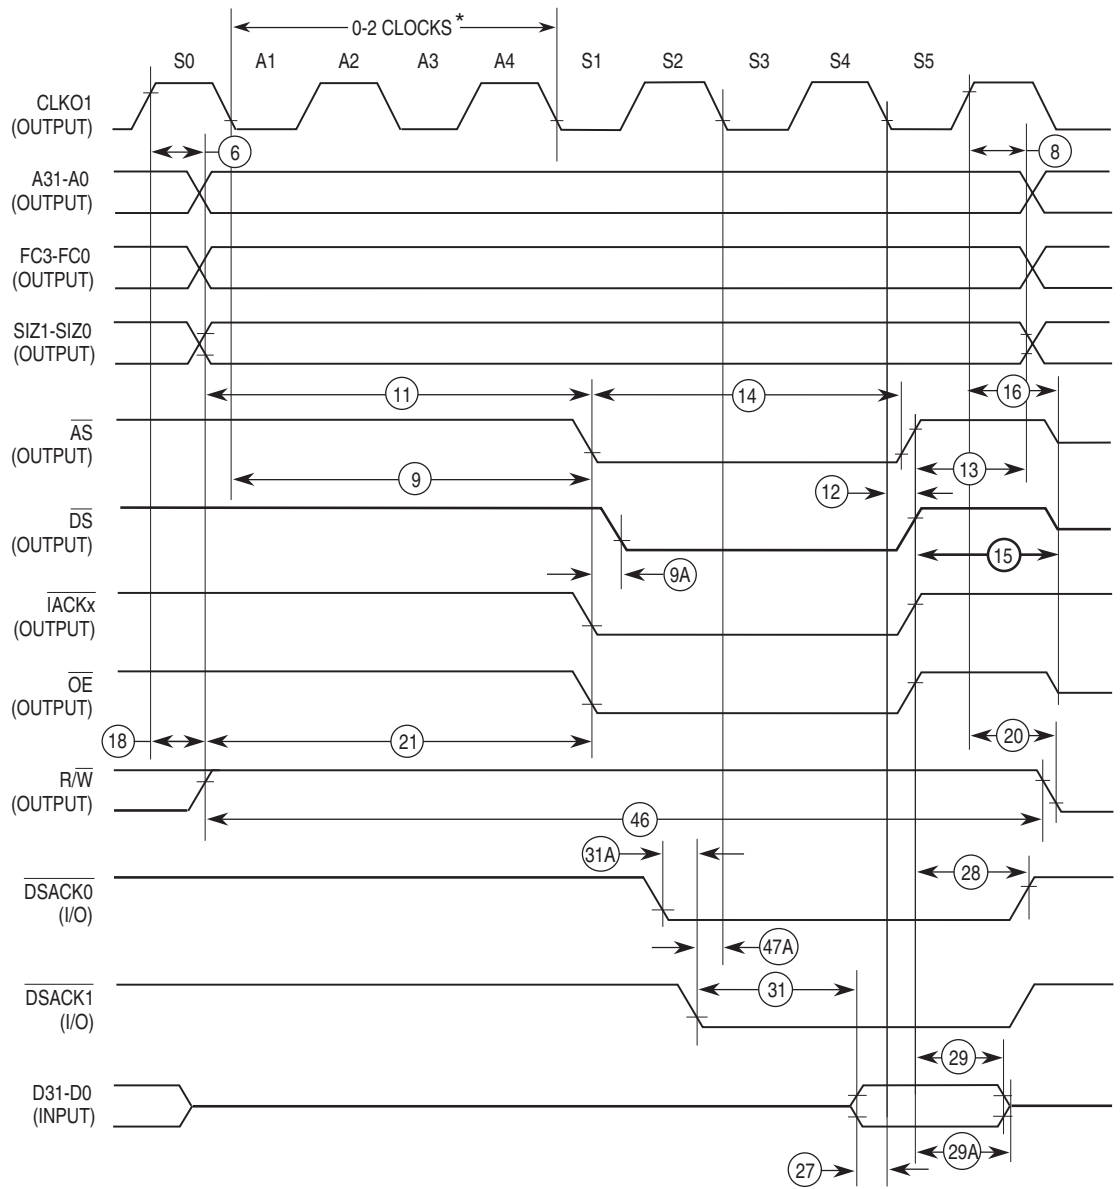 0-2 CLOCKS *
S0 A1 A2 A3 A4 S1 S2 S3 S4 S5
CLKO1
(OUTPUT)
6
8
A31-A0
(OUTPUT)
FC3-FC0
(OUTPUT)
SIZ1-SIZ0
(OUTPUT)
11
14
16
AS
(OUTPUT)
9
12
13
DS
(OUTPUT)
9A
15
IACKx
(OUTPUT)
OE
(OUTPUT)
18
21
20
R/W
(OUTPUT)
46
31A
28
DSACK0
(I/O)
47A
31
DSACK1
(I/O)
29
D31-D0
(INPUT)
29A
27